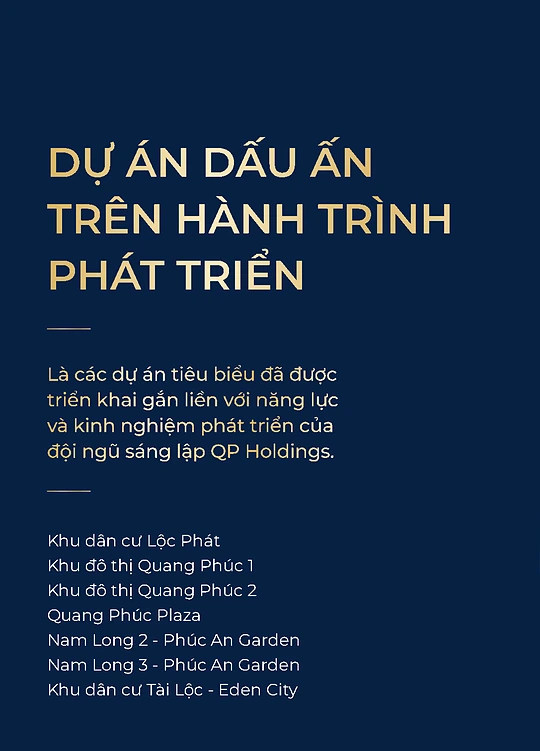 DỰ ÁN DẤU ẤN
TRÊN HÀNH TRÌNH
PHÁT TRIỂN
Là các dự án tiêu biểu đã được
triển khai gắn liền với năng lực
và kinh nghiệm phát triển của
đội ngũ sáng lập QP Holdings.
Khu dân cư Lộc Phát
Khu đô thị Quang Phúc 1
Khu đô thị Quang Phúc 2
Quang Phúc Plaza
Nam Long 2 - Phúc An Garden
Nam Long 3 - Phúc An Garden
Khu dân cư Tài Lộc - Eden City